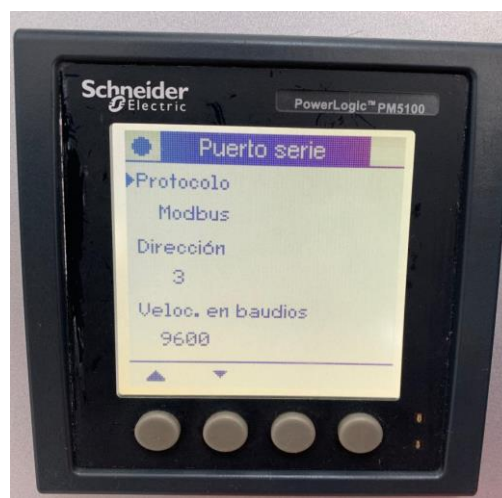 Schneider
Electric
PowerLogic™ PM5100
Puerto serie
Protocolo
Modbus
Dirección
3
Veloc. en baudios
9600